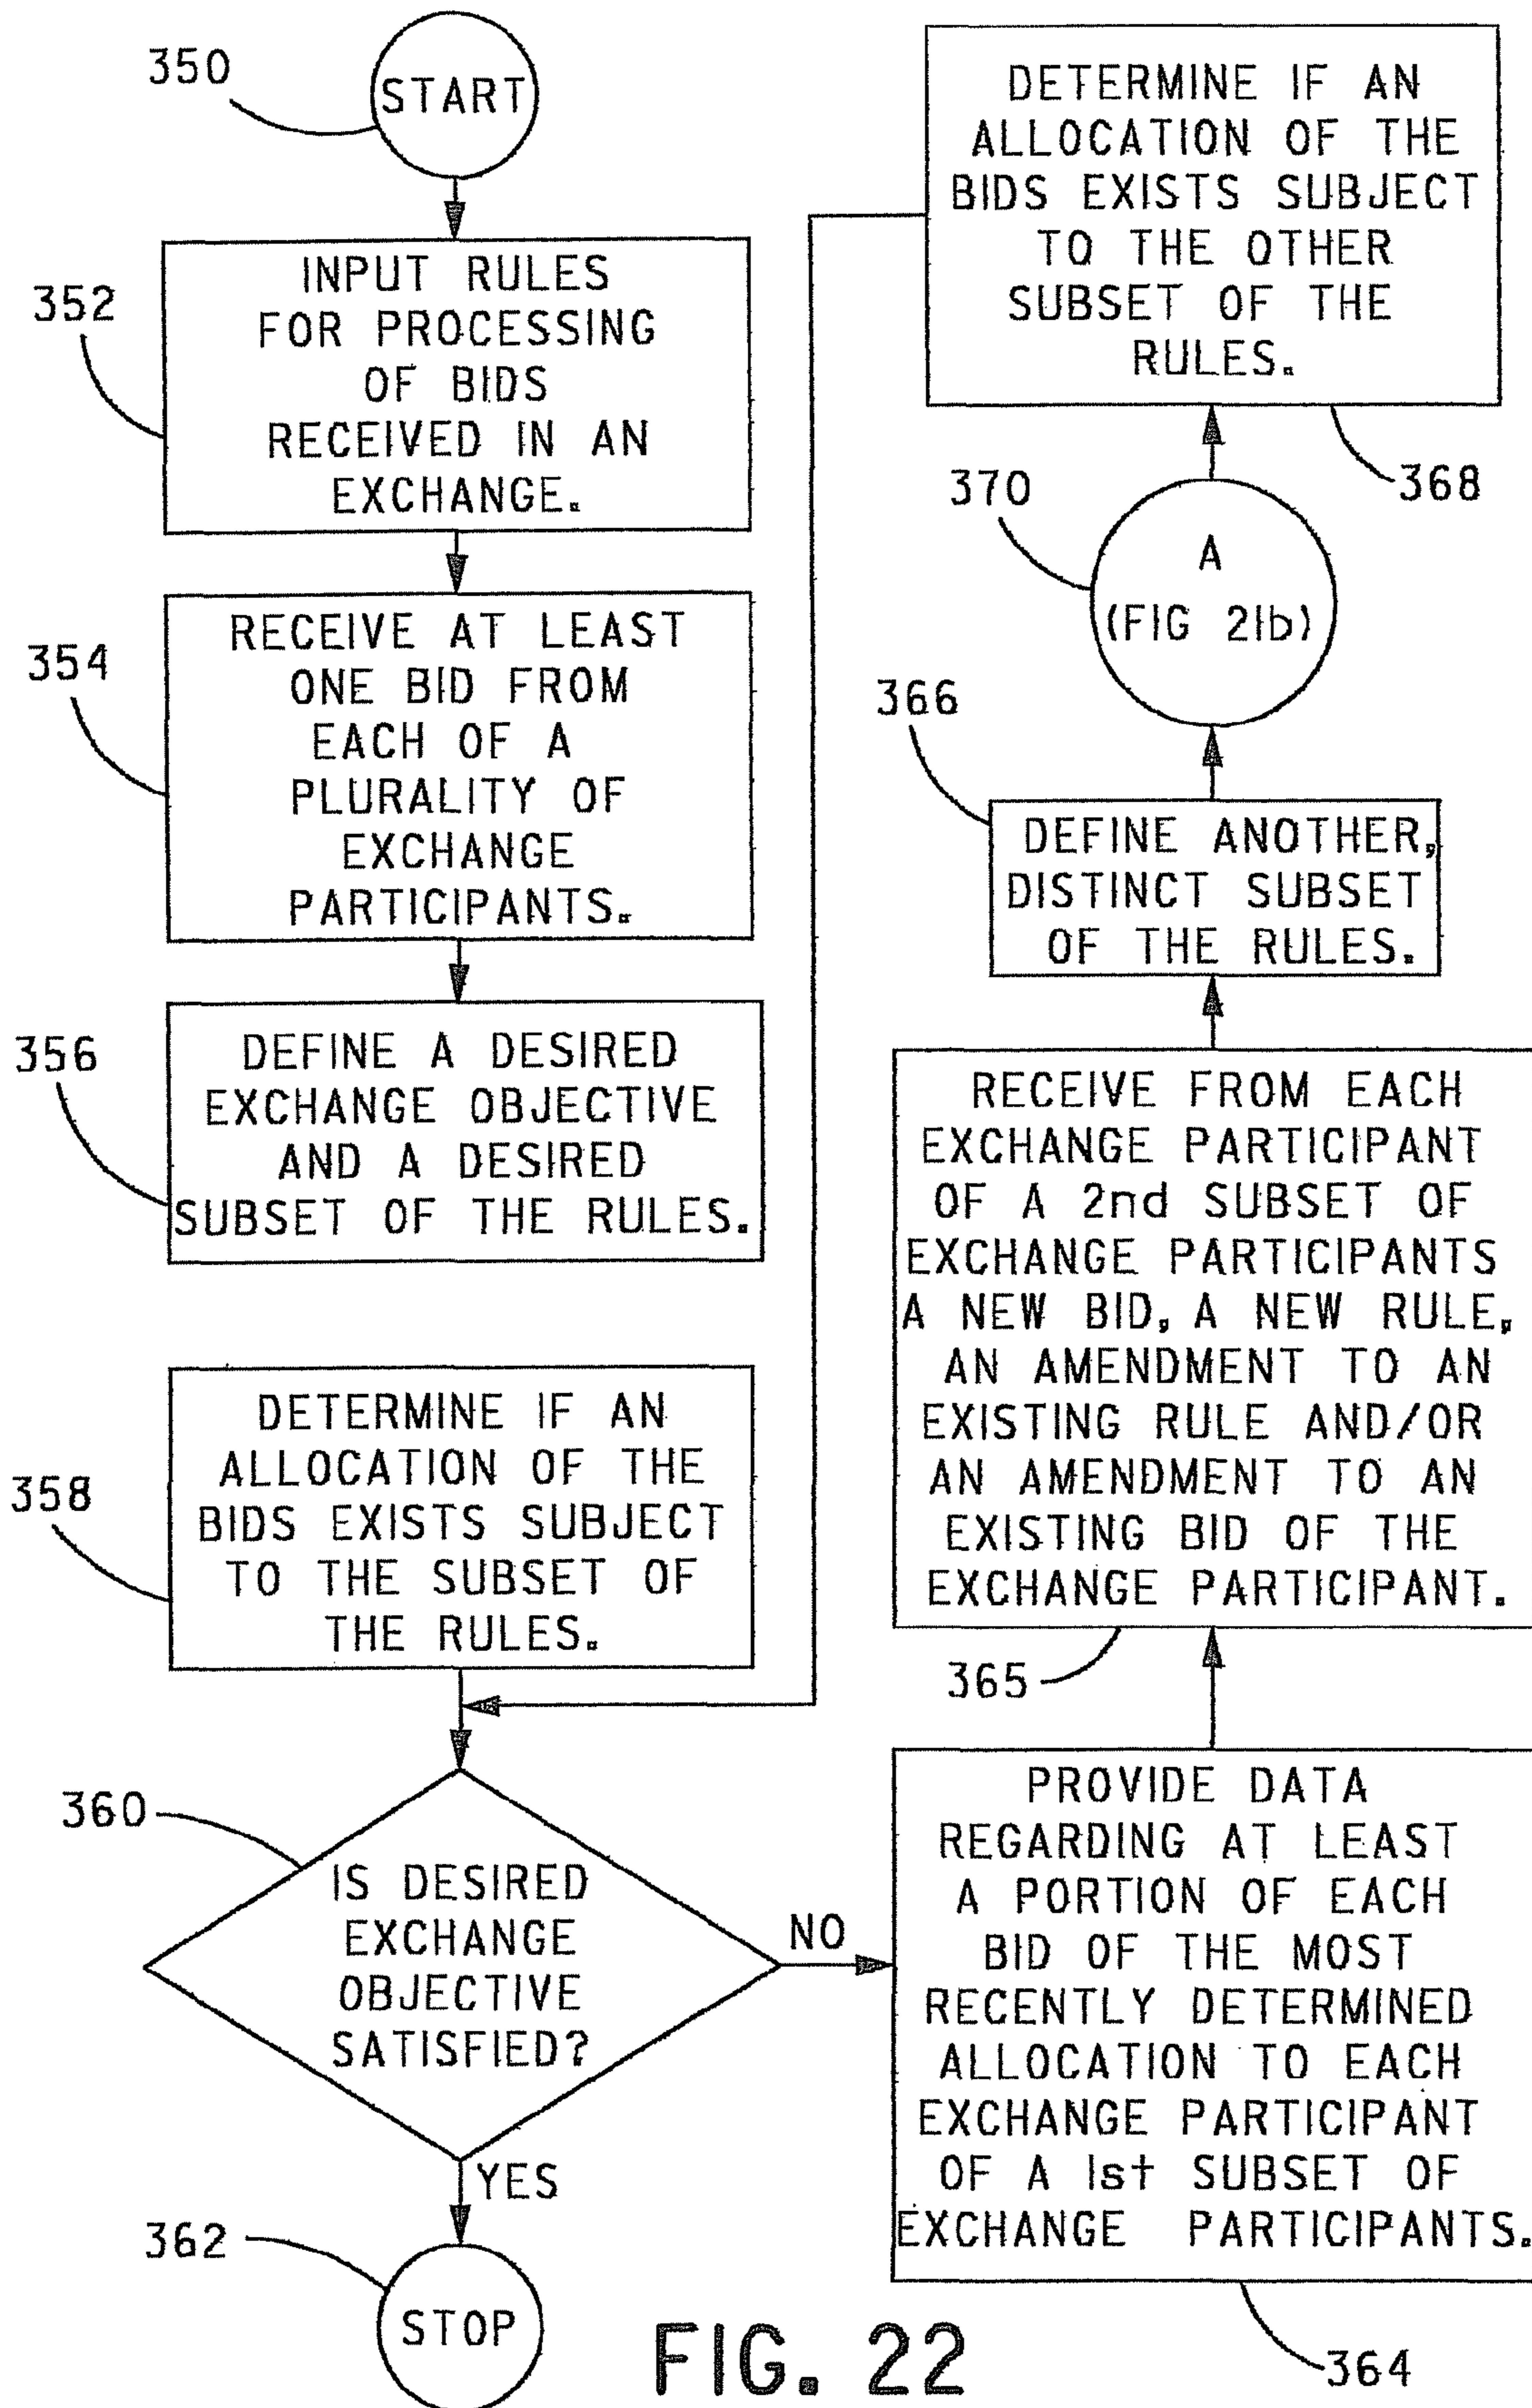 350
START
352
INPUT RULES
FOR PROCESSING
OF BIDS
RECEIVED IN AN
EXCHANGE.
354
RECEIVE AT LEAST
ONE BID FROM
EACH OF A
PLURALITY OF
EXCHANGE
PARTICIPANTS.
356
DEFINE A DESIRED
EXCHANGE OBJECTIVE
AND A DESIRED
SUBSET OF THE RULES.
358
DETERMINE IF AN
ALLOCATION OF THE
BIDS EXISTS SUBJECT
TO THE SUBSET OF
THE RULES.
360
IS DESIRED
EXCHANGE
OBJECTIVE
SATISFIED?
NO
YES
362
STOP
PROVIDE DATA
REGARDING AT LEAST
A PORTION OF EACH
BID OF THE MOST
RECENTLY DETERMINED
ALLOCATION TO EACH
EXCHANGE PARTICIPANT
OF A 1st SUBSET OF
EXCHANGE PARTICIPANTS.
364
RECEIVE FROM EACH
EXCHANGE PARTICIPANT
OF A 2nd SUBSET OF
EXCHANGE PARTICIPANTS
A NEW BID, A NEW RULE,
AN AMENDMENT TO AN
EXISTING RULE AND/OR
AN AMENDMENT TO AN
EXISTING BID OF THE
EXCHANGE PARTICIPANT.
365
366
DEFINE ANOTHER,
DISTINCT SUBSET
OF THE RULES.
370
A
(FIG 21b)
DETERMINE IF AN
ALLOCATION OF THE
BIDS EXISTS SUBJECT
TO THE OTHER
SUBSET OF THE
RULES.
368
FIG. 22